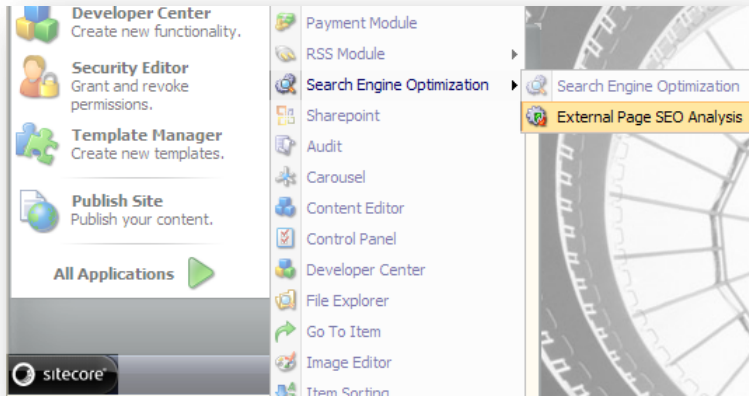 Developer Center
Create new functionality.
Security Editor
Grant and revoke
permissions.
Template Manager
Create new templates.
Publish Site
Publish your content.
All Applications
sitecore
Payment Module
RSS Module
Search Engine Optimization
Sharepoint
Audit
Carousel
Content Editor
Control Panel
Developer Center
File Explorer
Go To Item
Image Editor
Item Sorting
Search Engine Optimization
External Page SEO Analysis